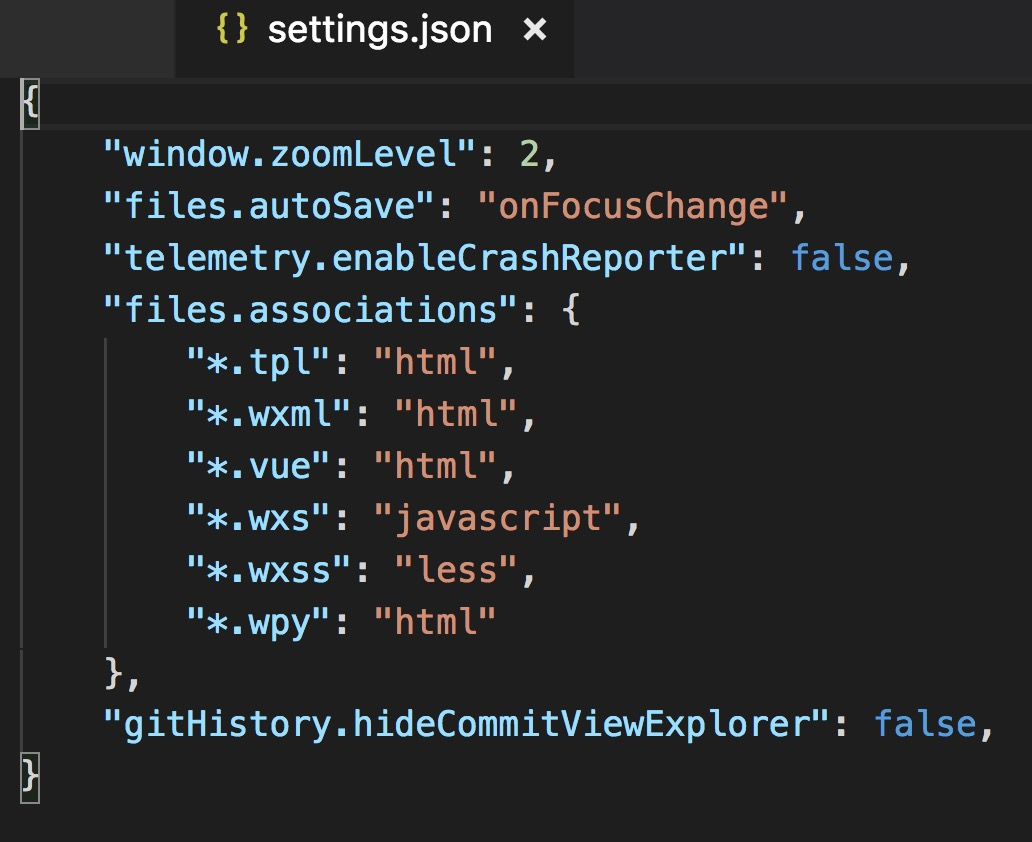 {} settings.json ×
{
    "window.zoomLevel": 2,
    "files.autoSave": "onFocusChange",
    "telemetry.enableCrashReporter": false,
    "files.associations": {
        "*.tpl": "html",
        "*.wxml": "html",
        "*.vue": "html",
        "*.wxs": "javascript",
        "*.wxss": "less",
        "*.wpy": "html"
    },
    "gitHistory.hideCommitViewExplorer": false,
}